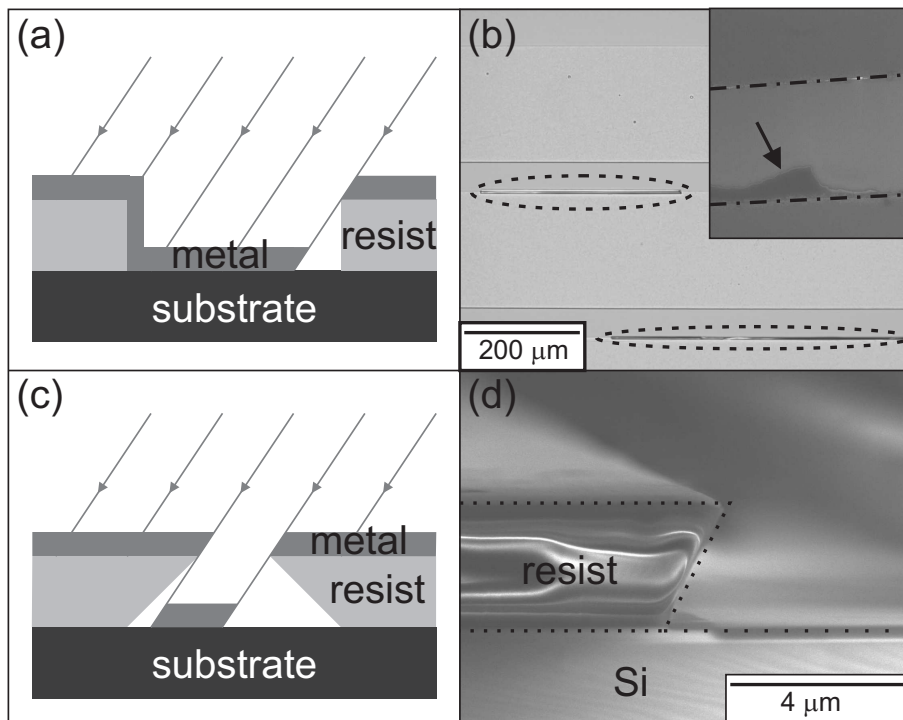 (a)
resist
metal
substrate
(b)
200 μm
(c)
metal
resist
substrate
(d)
resist
Si
4 μm